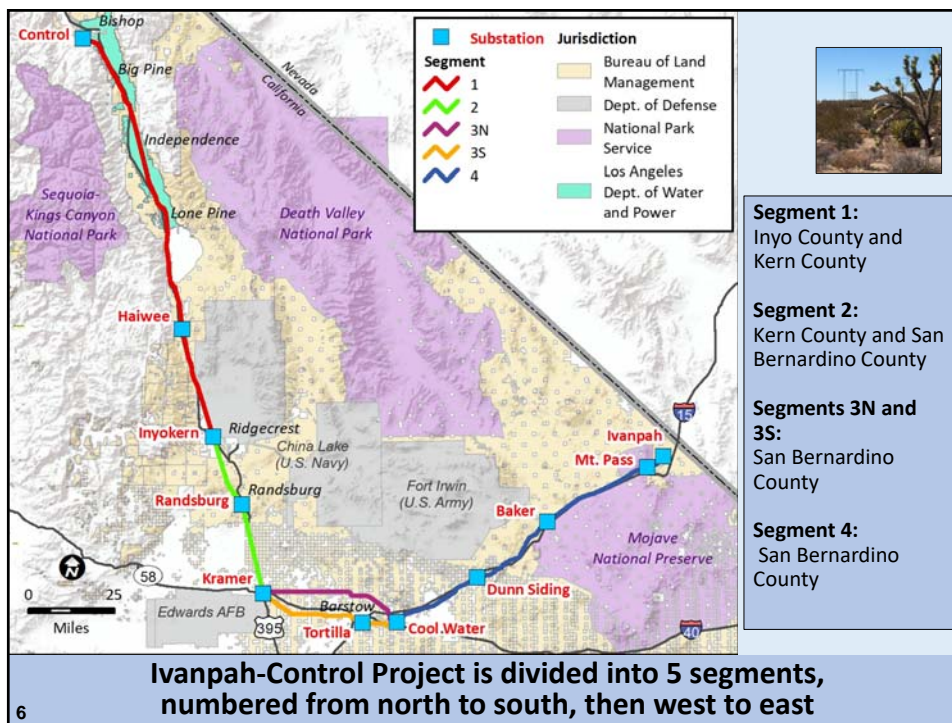 Bishop
Control
Big Pine
Independence
Sequoia-
Kings Canyon
National Park
Lone Pine
Death Valley
National Park
Nevada
California
Haiwee
Inyokern
Ridgecrest
China Lake
(U.S. Navy)
Randsburg
Randsburg
Fort Irwin
(U.S. Army)
Ivanpah
Mt. Pass
15
Baker
Mojave
National Preserve
Dunn Siding
N
58
Kramer
0 25
Miles
Edwards AFB
395
Barstow
Tortilla
Cool Water
40
Substation
Segment
1
2
3N
3S
4
Jurisdiction
Bureau of Land
Management
Dept. of Defense
National Park
Service
Los Angeles
Dept. of Water
and Power
Segment 1:
Inyo County and
Kern County
Segment 2:
Kern County and San
Bernardino County
Segments 3N and
3S:
San Bernardino
County
Segment 4:
San Bernardino
County
Ivanpah-Control Project is divided into 5 segments,
numbered from north to south, then west to east
6